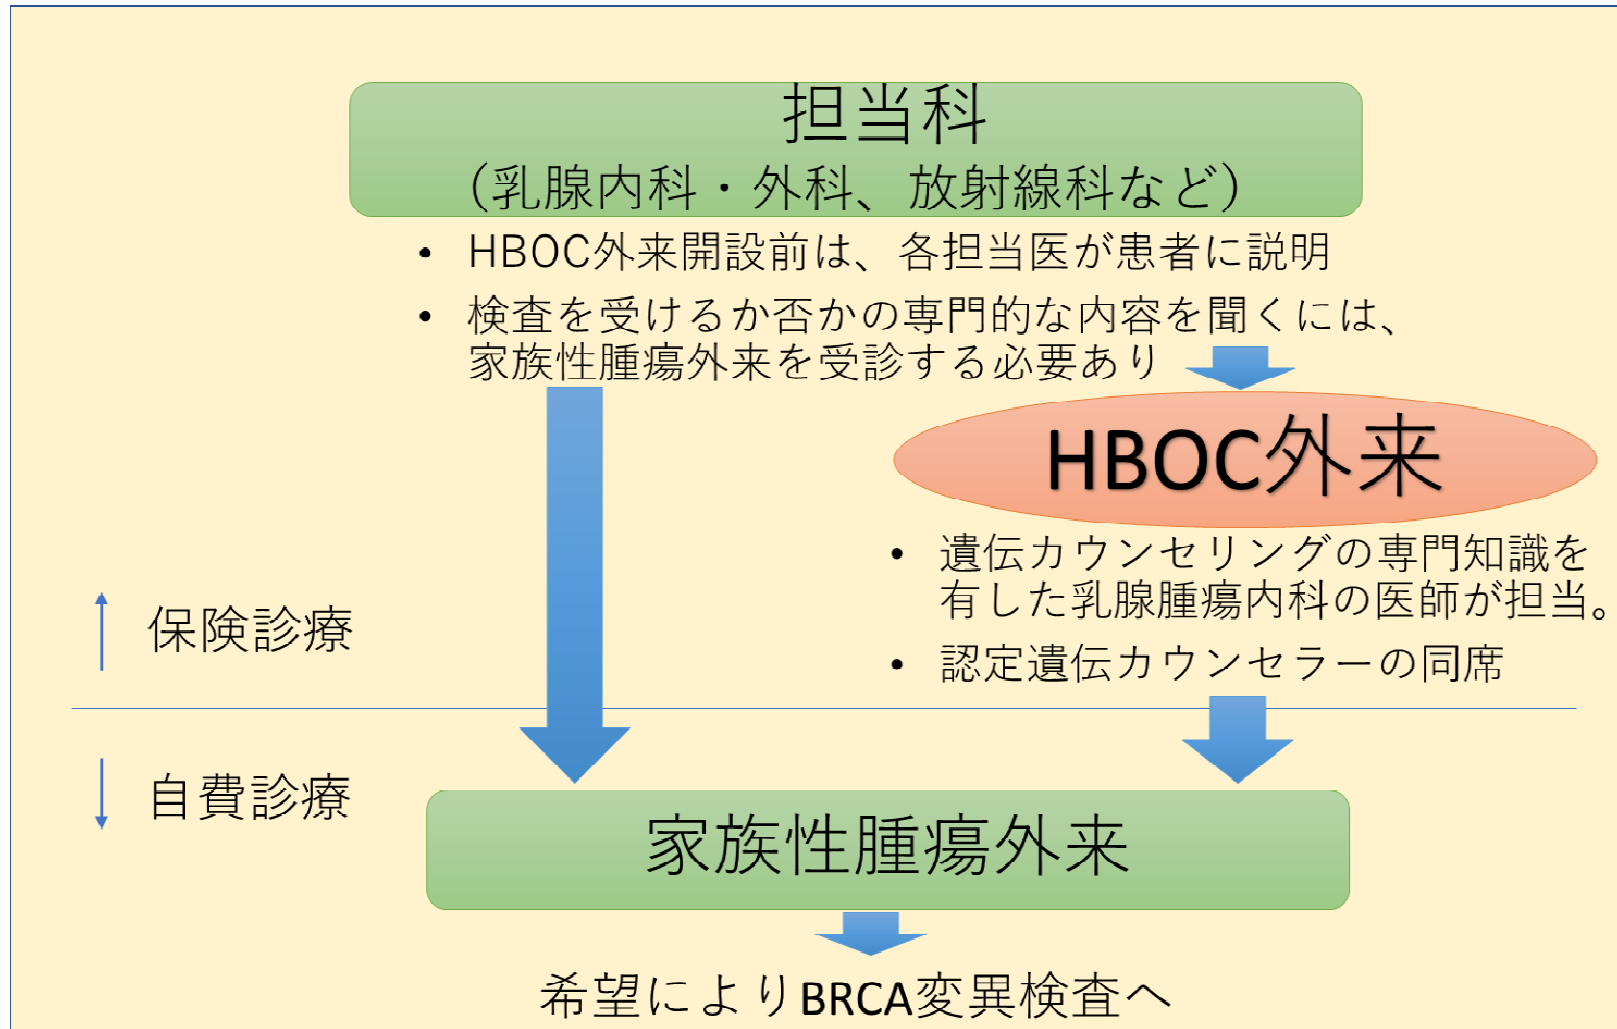 担当科
（乳腺内科・外科、放射線科など）
• HBOC外来開設前は、各担当医が患者に説明
• 検査を受けるか否かの専門的な内容を聞くには、
家族性腫瘍外来を受診する必要あり
HBOC外来
• 遺伝カウンセリングの専門知識を
有した乳腺腫瘍内科の医師が担当。
• 認定遺伝カウンセラーの同席
保険診療
自費診療
家族性腫瘍外来
希望によりBRCA変異検査へ